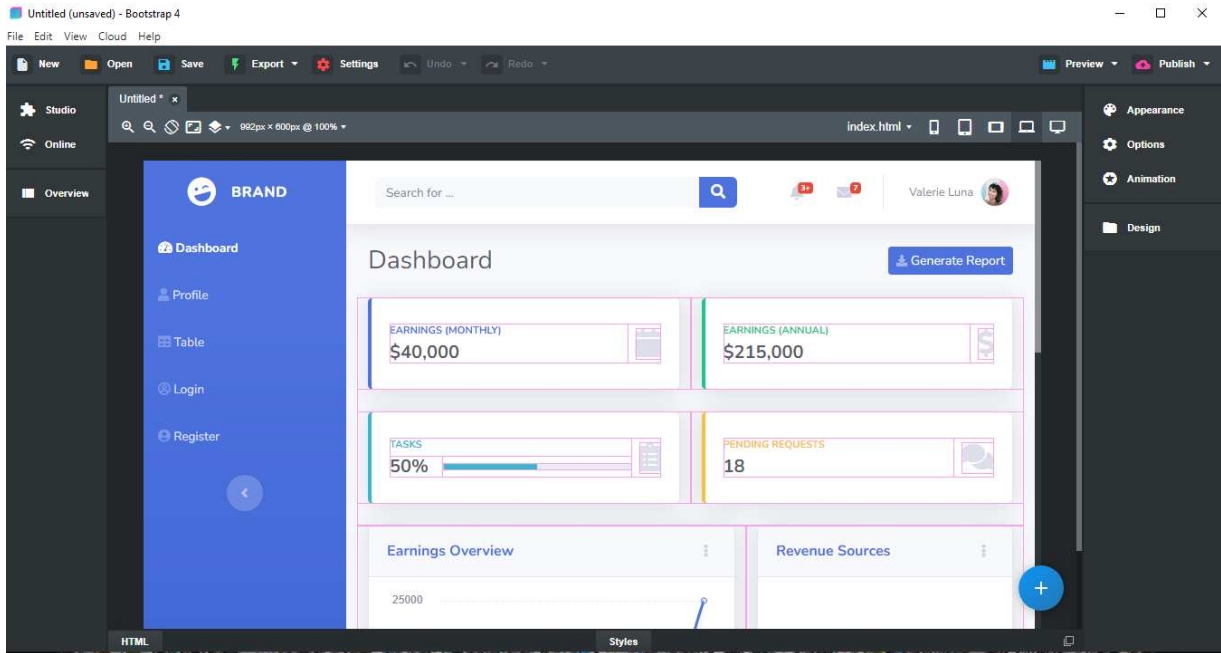 Untitled (unsaved) - Bootstrap 4
File Edit View Cloud Help
New Open Save Export Settings Undo Redo Preview Publish
Studio
Online
Overview
Untitled * x
992px × 600px @ 100%
index.html
Appearance
Options
Animation
Design
BRAND
Search for ...
3+
7
Valerie Luna
Dashboard
Profile
Table
Login
Register
Dashboard
Generate Report
EARNINGS (MONTHLY)
$40,000
EARNINGS (ANNUAL)
$215,000
TASKS
50%
PENDING REQUESTS
18
Earnings Overview
Revenue Sources
25000
HTML
Styles